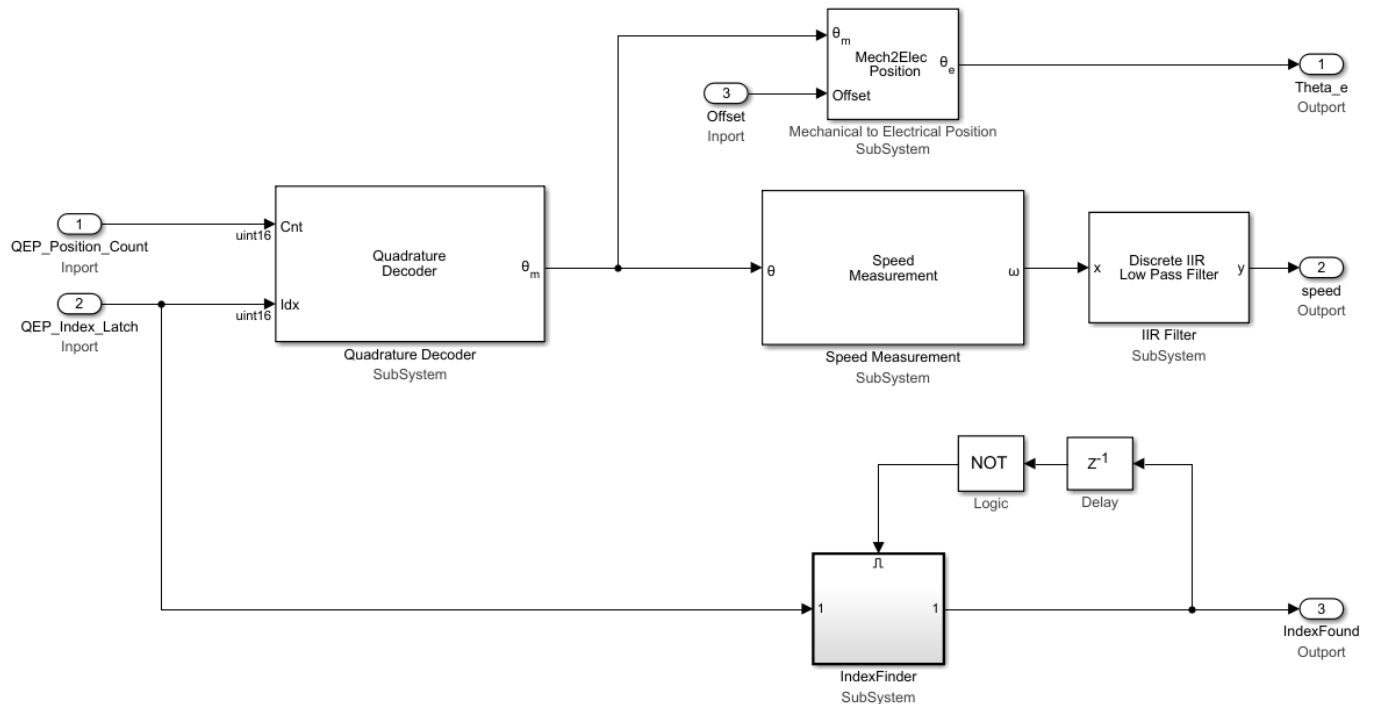 θm
Mech2Elec
Position
θe
Offset
Mechanical to Electrical Position
SubSystem
3
Offset
Inport
1
Theta_e
Outport
1
QEP_Position_Count
Inport
uint16
Cnt
Quadrature
Decoder
θm
2
QEP_Index_Latch
Inport
uint16
Idx
Quadrature Decoder
SubSystem
θ
Speed
Measurement
ω
Speed Measurement
SubSystem
x
Discrete IIR
Low Pass Filter
y
IIR Filter
SubSystem
2
speed
Outport
NOT
Logic
Z-1
Delay
1
1
IndexFinder
SubSystem
3
IndexFound
Outport